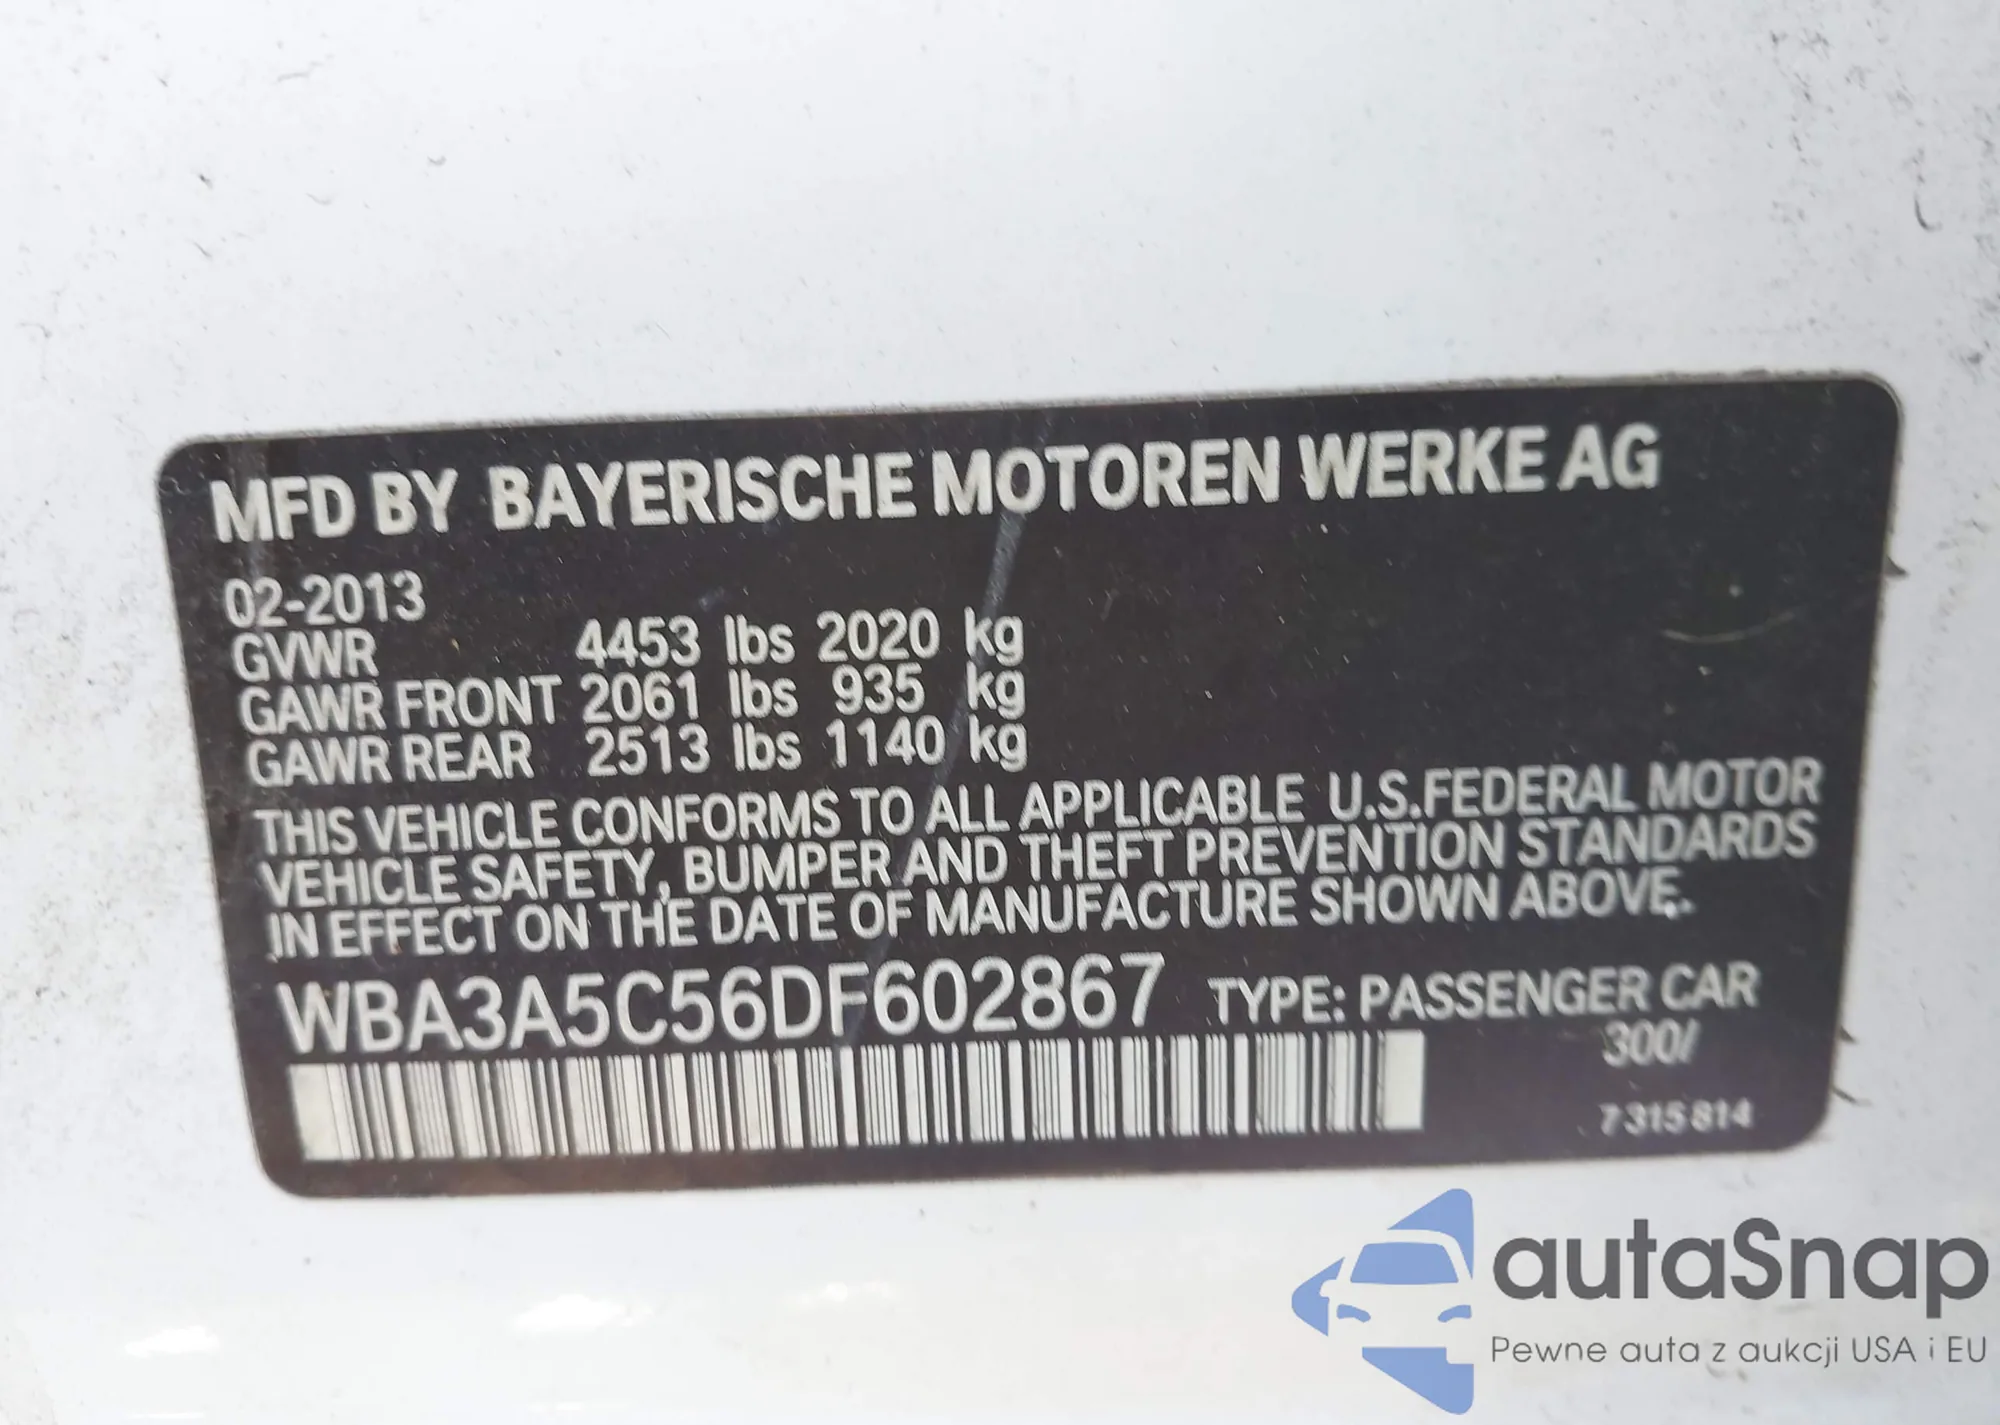 MFD BY BAYERISCHE MOTOREN WERKE AG
02-2013
GVWR 4453 lbs 2020 kg
GAWR FRONT 2061 lbs 935 kg
GAWR REAR 2513 lbs 1140 kg
THIS VEHICLE CONFORMS TO ALL APPLICABLE U.S.FEDERAL MOTOR
VEHICLE SAFETY, BUMPER AND THEFT PREVENTION STANDARDS
IN EFFECT ON THE DATE OF MANUFACTURE SHOWN ABOVE.
WBA3A5C56DF602867 TYPE: PASSENGER CAR
300/
7 315 814
autaSnap
Pewne auta z aukcji USA i EU